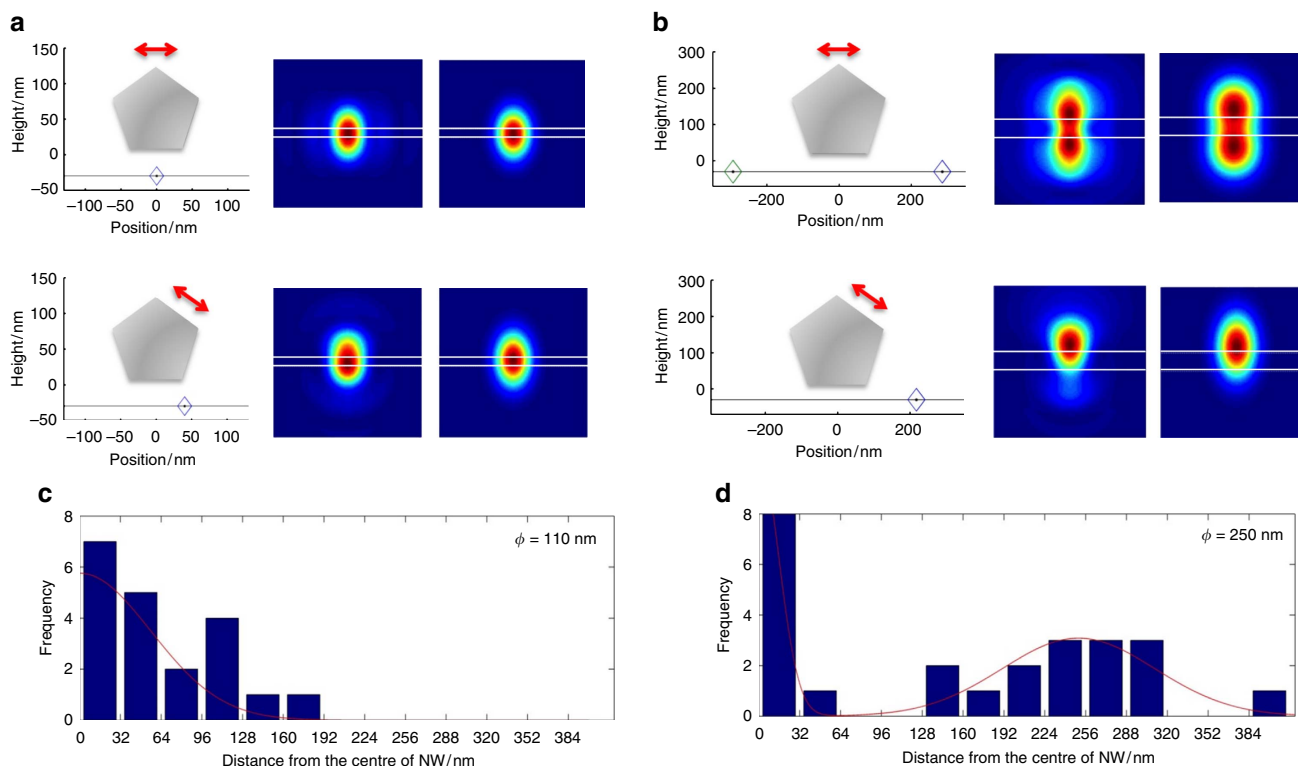 a
150
100
50
0
–50
Height/nm
–100 –50 0 50 100
Position/nm
b
300
200
100
0
Height/nm
–200 0 200
Position/nm
150
100
50
0
–50
Height/nm
–100 –50 0 50 100
Position/nm
300
200
100
0
Height/nm
–200 0 200
Position/nm
c
8
6
4
2
0
Frequency
ϕ = 110 nm
0 32 64 96 128 160 192 224 256 288 320 352 384
Distance from the centre of NW/nm
d
8
6
4
2
0
Frequency
ϕ = 250 nm
0 32 64 96 128 160 192 224 256 288 320 352 384
Distance from the centre of NW/nm